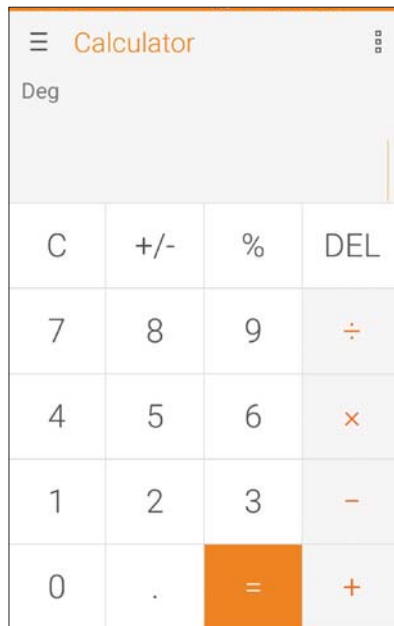 Calculator
Deg
C +/- % DEL
7 8 9 ÷
4 5 6 ×
1 2 3 −
0 . = +